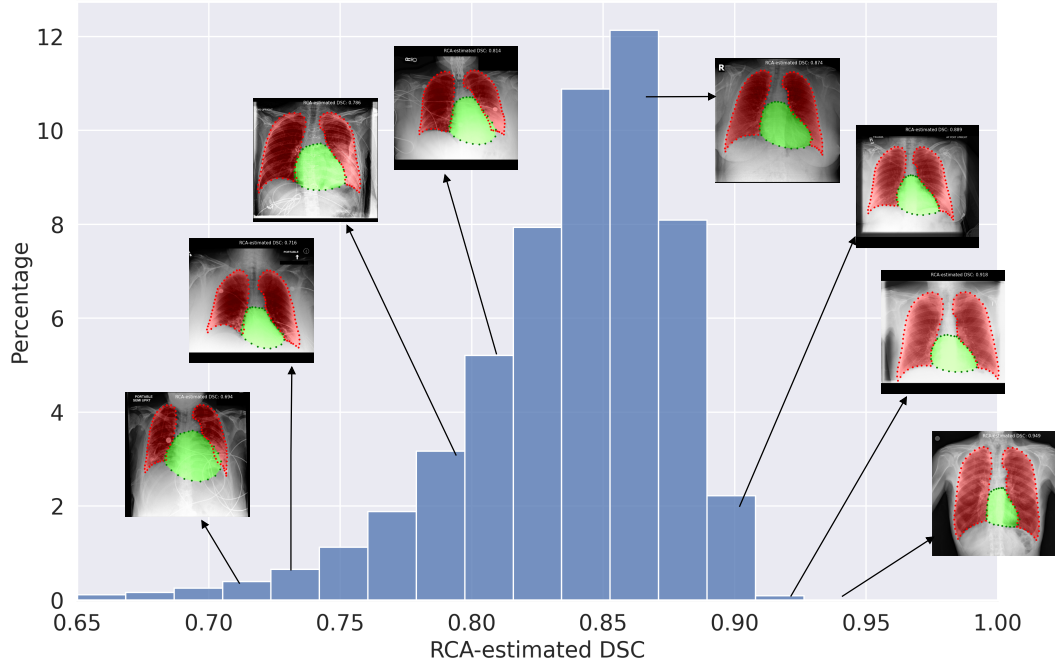 12
10
8
6
4
2
0
Percentage
0.65
0.70
0.75
0.80
0.85
0.90
0.95
1.00
RCA-estimated DSC
RCA-estimated DSC: 0.814
RCA-estimated DSC: 0.786
RCA-estimated DSC: 0.716
PORTABLE
PORTABLE
SEMI UPRT
RCA-estimated DSC: 0.694
R
RCA-estimated DSC: 0.874
RCA-estimated DSC: 0.889
RCA-estimated DSC: 0.918
RCA-estimated DSC: 0.949